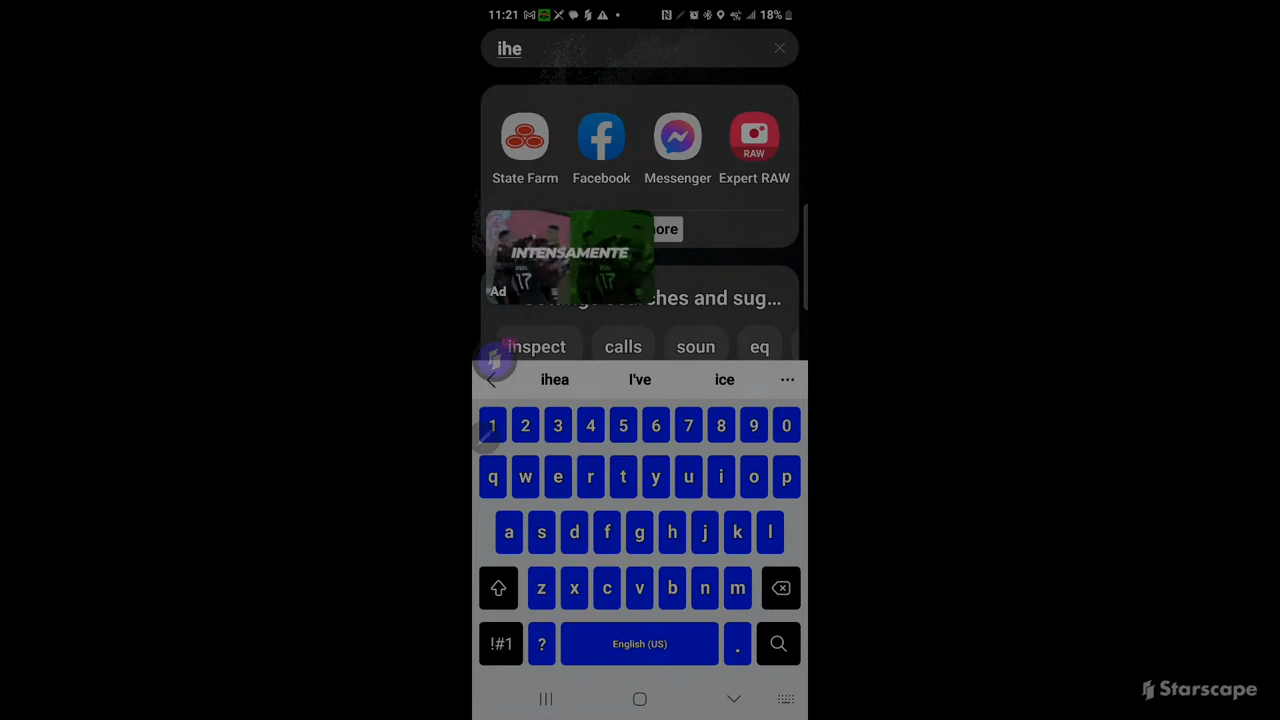 11:21 18%
ihe
RAW
State Farm Facebook Messenger Expert RAW
ore
INTENSAMENTE
17 17
Ad
ches and sug...
inspect calls soun eq
ihea I've ice
1 2 3 4 5 6 7 8 9 0
q w e r t y u i o p
a s d f g h j k l
z x c v b n m
!#1 ? English (US) .
Starscape